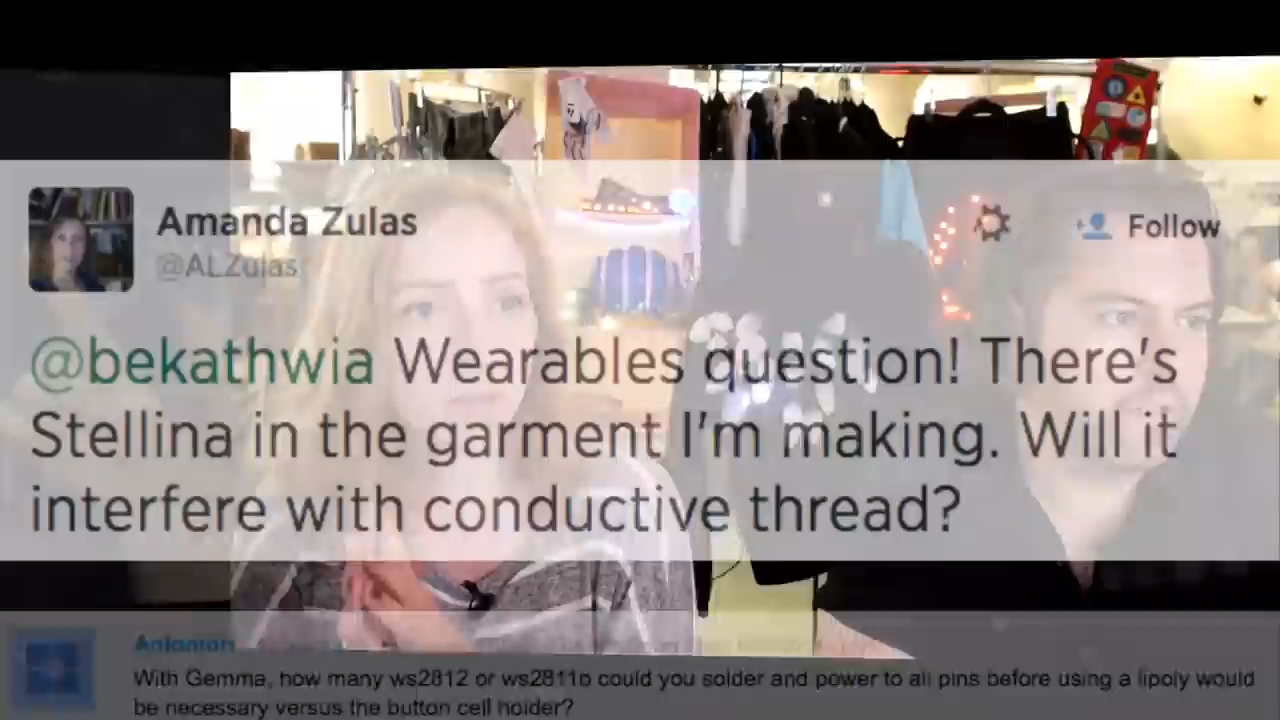 Amanda Zulas
@ALZulas
Follow
@bekathwia Wearables question! There's
Stellina in the garment I'm making. Will it
interfere with conductive thread?
With Gemma, how many ws2812 or ws2811b could you solder and power to all pins before using a lipoly would
be necessary versus the button cell holder?